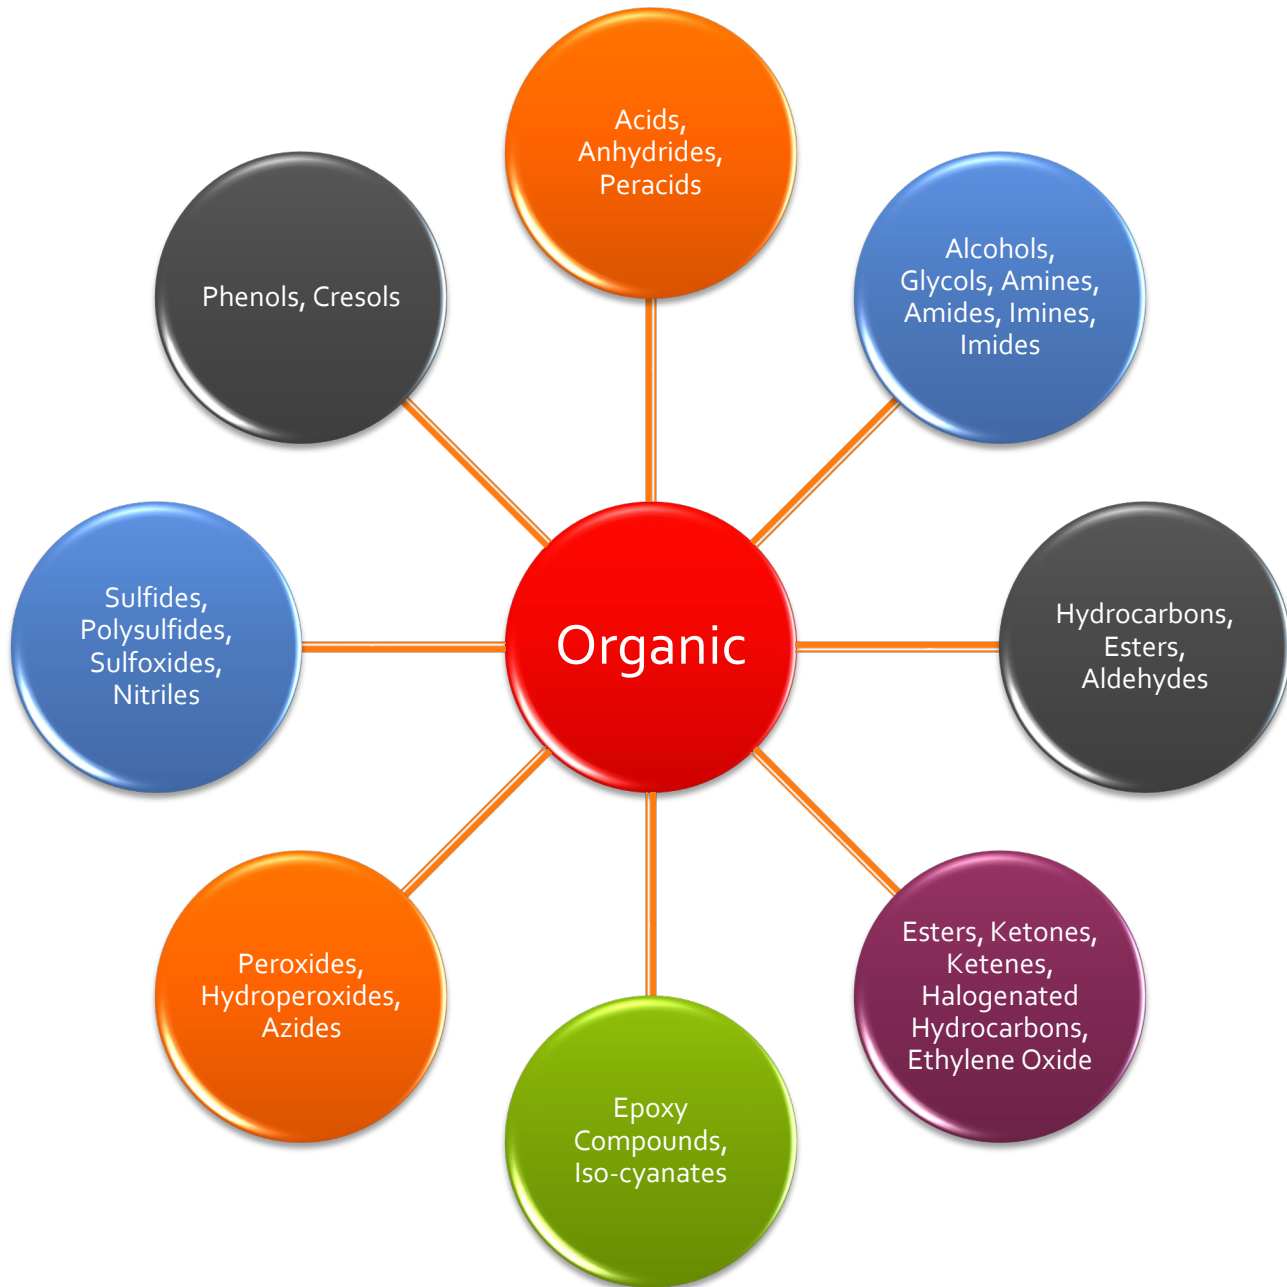 Acids,
Anhydrides,
Peracids
Alcohols,
Glycols, Amines,
Amides, Imines,
Imides
Hydrocarbons,
Esters,
Aldehydes
Esters, Ketones,
Ketenes,
Halogenated
Hydrocarbons,
Ethylene Oxide
Epoxy
Compounds,
Iso-cyanates
Peroxides,
Hydroperoxides,
Azides
Sulfides,
Polysulfides,
Sulfoxides,
Nitriles
Phenols, Cresols
Organic